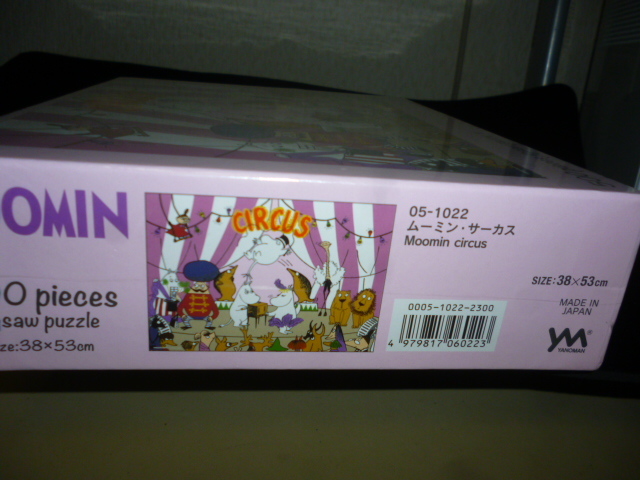 OMIN
0 pieces
saw puzzle
ze:38×53cm
CIRCUS
05-1022
ムーミン・サーカス
Moomin circus
SIZE:38×53cm
0005-1022-2300
4 979817 060223
MADE IN
JAPAN
YM
YANOMAN